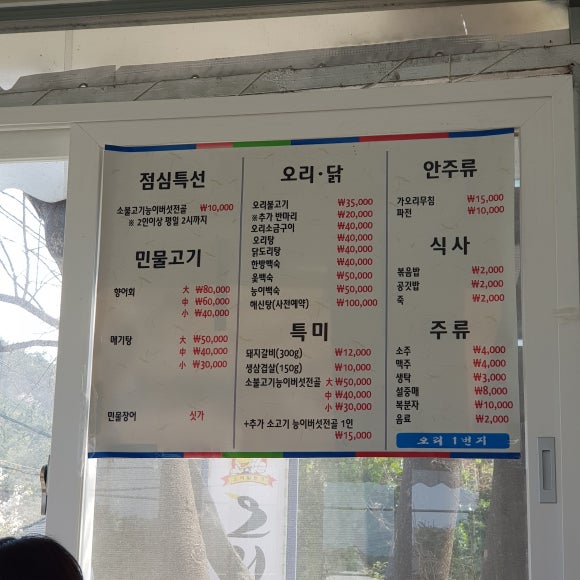 점심특선
소불고기능이버섯전골 ₩10,000
※ 2인이상 평일 2시까지
민물고기
향어회 大 ₩80,000
中 ₩60,000
小 ₩40,000
메기탕 大 ₩50,000
中 ₩40,000
小 ₩30,000
민물장어 싯가
오리·닭
오리불고기 ₩35,000
※추가 반마리 ₩20,000
오리소금구이 ₩40,000
오리탕 ₩40,000
닭도리탕 ₩40,000
한방백숙 ₩40,000
옻백숙 ₩50,000
능이백숙 ₩50,000
해신탕(사전예약) ₩100,000
특미
돼지갈비(300g) ₩12,000
생삼겹살(150g) ₩10,000
소불고기능이버섯전골 大 ₩50,000
中 ₩40,000
小 ₩30,000
+추가 소고기 능이버섯전골 1인
₩15,000
안주류
가오리무침 ₩15,000
파전 ₩10,000
식사
볶음밥 ₩2,000
공깃밥 ₩2,000
죽 ₩2,000
주류
소주 ₩4,000
맥주 ₩4,000
생탁 ₩3,000
설중매 ₩8,000
복분자 ₩10,000
음료 ₩2,000
오리 1번지
오리